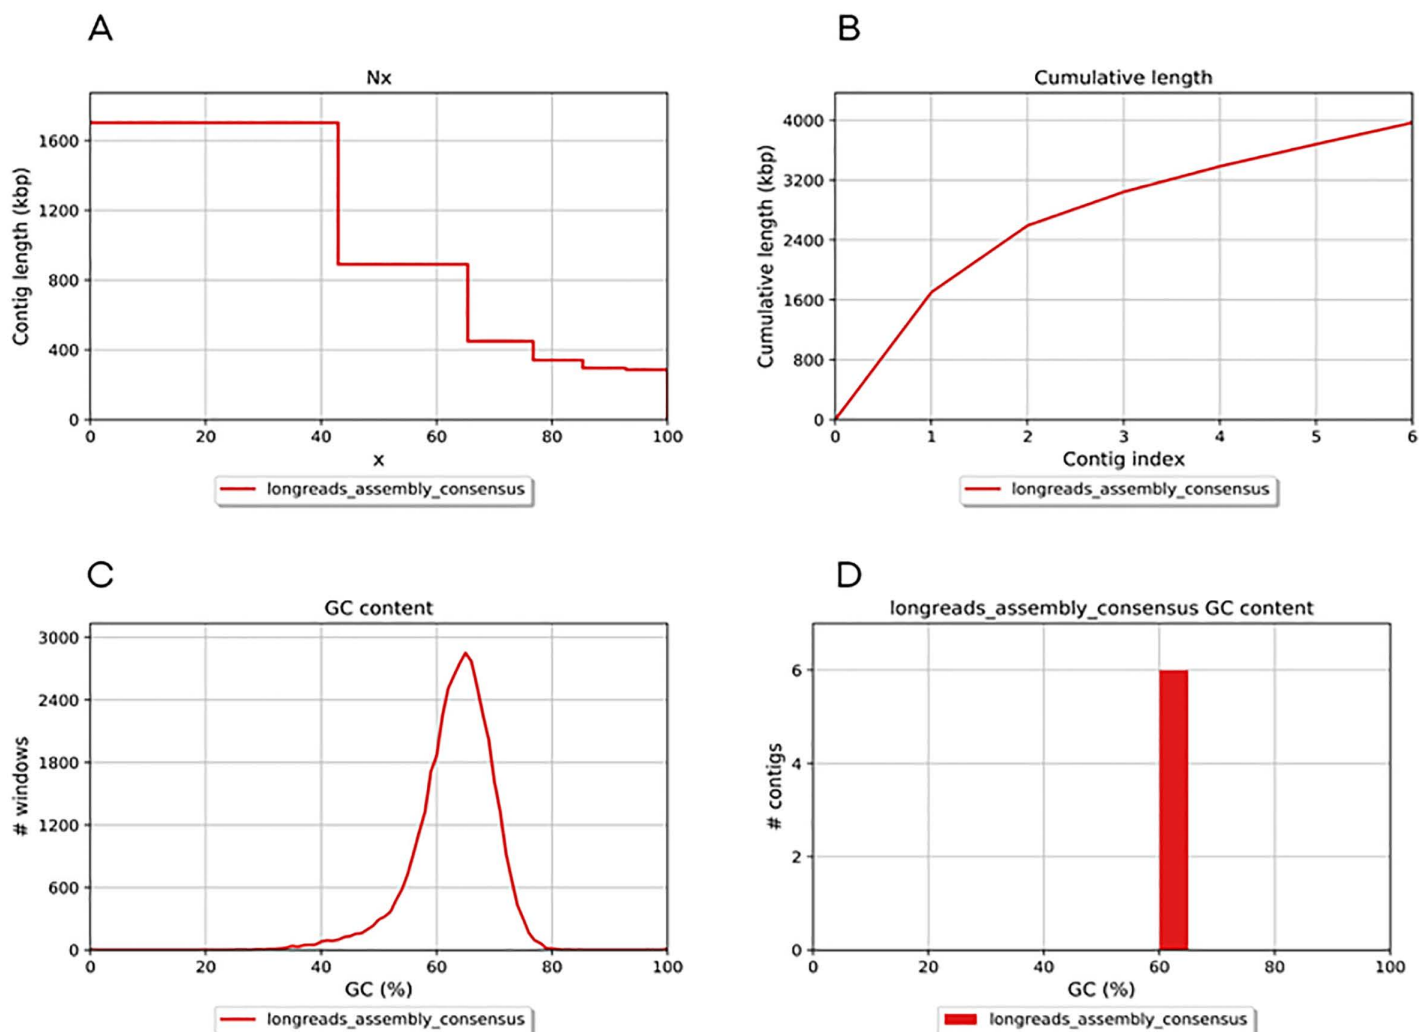 A
Nx
Contig length (kbp)
1600
1200
800
400
0
0 20 40 60 80 100
x
longreads_assembly_consensus
B
Cumulative length
Cumulative length (kbp)
4000
3200
2400
1600
800
0
0 1 2 3 4 5 6
Contig index
longreads_assembly_consensus
C
GC content
# windows
3000
2400
1800
1200
600
0
0 20 40 60 80 100
GC (%)
longreads_assembly_consensus
D
longreads_assembly_consensus GC content
# contigs
6
4
2
0
0 20 40 60 80 100
GC (%)
longreads_assembly_consensus